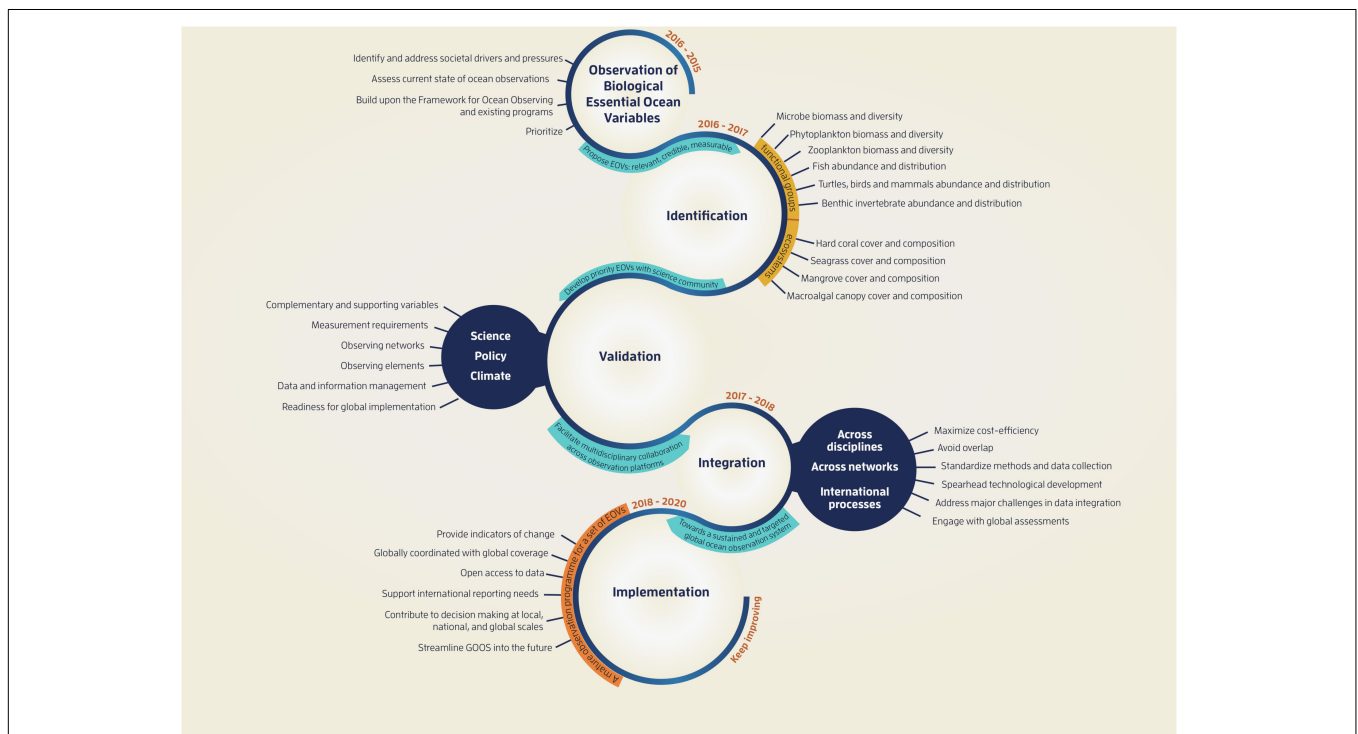 2016 - 2015
Observation of
Biological
Essential Ocean
Variables
Identify and address societal drivers and pressures
Assess current state of ocean observations
Build upon the Framework for Ocean Observing
and existing programs
Prioritize
Propose EOVs: relevant, credible, measurable
2016 - 2017
Identification
functional groups
Microbe biomass and diversity
Phytoplankton biomass and diversity
Zooplankton biomass and diversity
Fish abundance and distribution
Turtles, birds and mammals abundance and distribution
Benthic invertebrate abundance and distribution
ecosystems
Hard coral cover and composition
Seagrass cover and composition
Mangrove cover and composition
Macroalgal canopy cover and composition
Develop priority EOVs with science community
Validation
Science
Policy
Climate
Complementary and supporting variables
Measurement requirements
Observing networks
Observing elements
Data and information management
Readiness for global implementation
Facilitate multidisciplinary collaboration
across observation platforms
2017 - 2018
Integration
Across
disciplines
Across networks
International
processes
Maximize cost-efficiency
Avoid overlap
Standardize methods and data collection
Spearhead technological development
Address major challenges in data integration
Engage with global assessments
Towards a sustained and targeted
global ocean observation system
2018 - 2020
Implementation
A mature observation programme for a set of EOVs
Provide indicators of change
Globally coordinated with global coverage
Open access to data
Support international reporting needs
Contribute to decision making at local,
national, and global scales
Streamline GOOS into the future
Keep improving